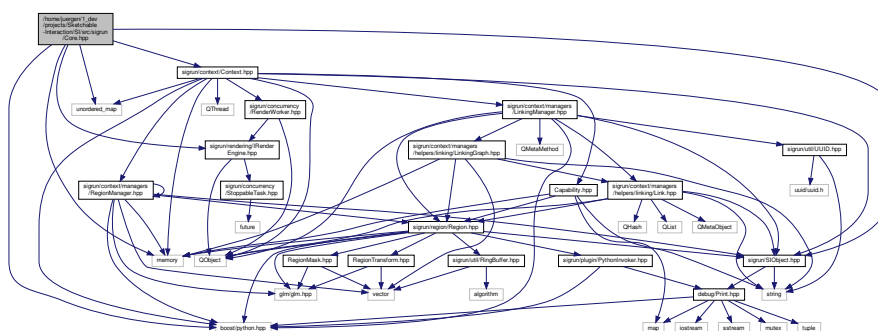 /home/juergen/1_dev
/projects/Sketchable
-Interaction/SI/src/sigrun
/Core.hpp
sigrun/context/Context.hpp
unordered_map
QThread
sigrun/concurrency
/RenderWorker.hpp
sigrun/context/managers
/LinkingManager.hpp
sigrun/rendering/IRender
Engine.hpp
sigrun/context/managers
/helpers/linking/LinkingGraph.hpp
QMetaMethod
sigrun/util/UUID.hpp
sigrun/context/managers
/RegionManager.hpp
sigrun/concurrency
/StoppableTask.hpp
Capability.hpp
sigrun/context/managers
/helpers/linking/Link.hpp
uuid/uuid.h
future
sigrun/region/Region.hpp
QHash
QList
QMetaObject
memory
QObject
RegionMask.hpp
RegionTransform.hpp
sigrun/util/RingBuffer.hpp
sigrun/plugin/PythonInvoker.hpp
sigrun/SIObject.hpp
glm/glm.hpp
vector
algorithm
debug/Print.hpp
string
boost/python.hpp
map
iostream
sstream
mutex
tuple